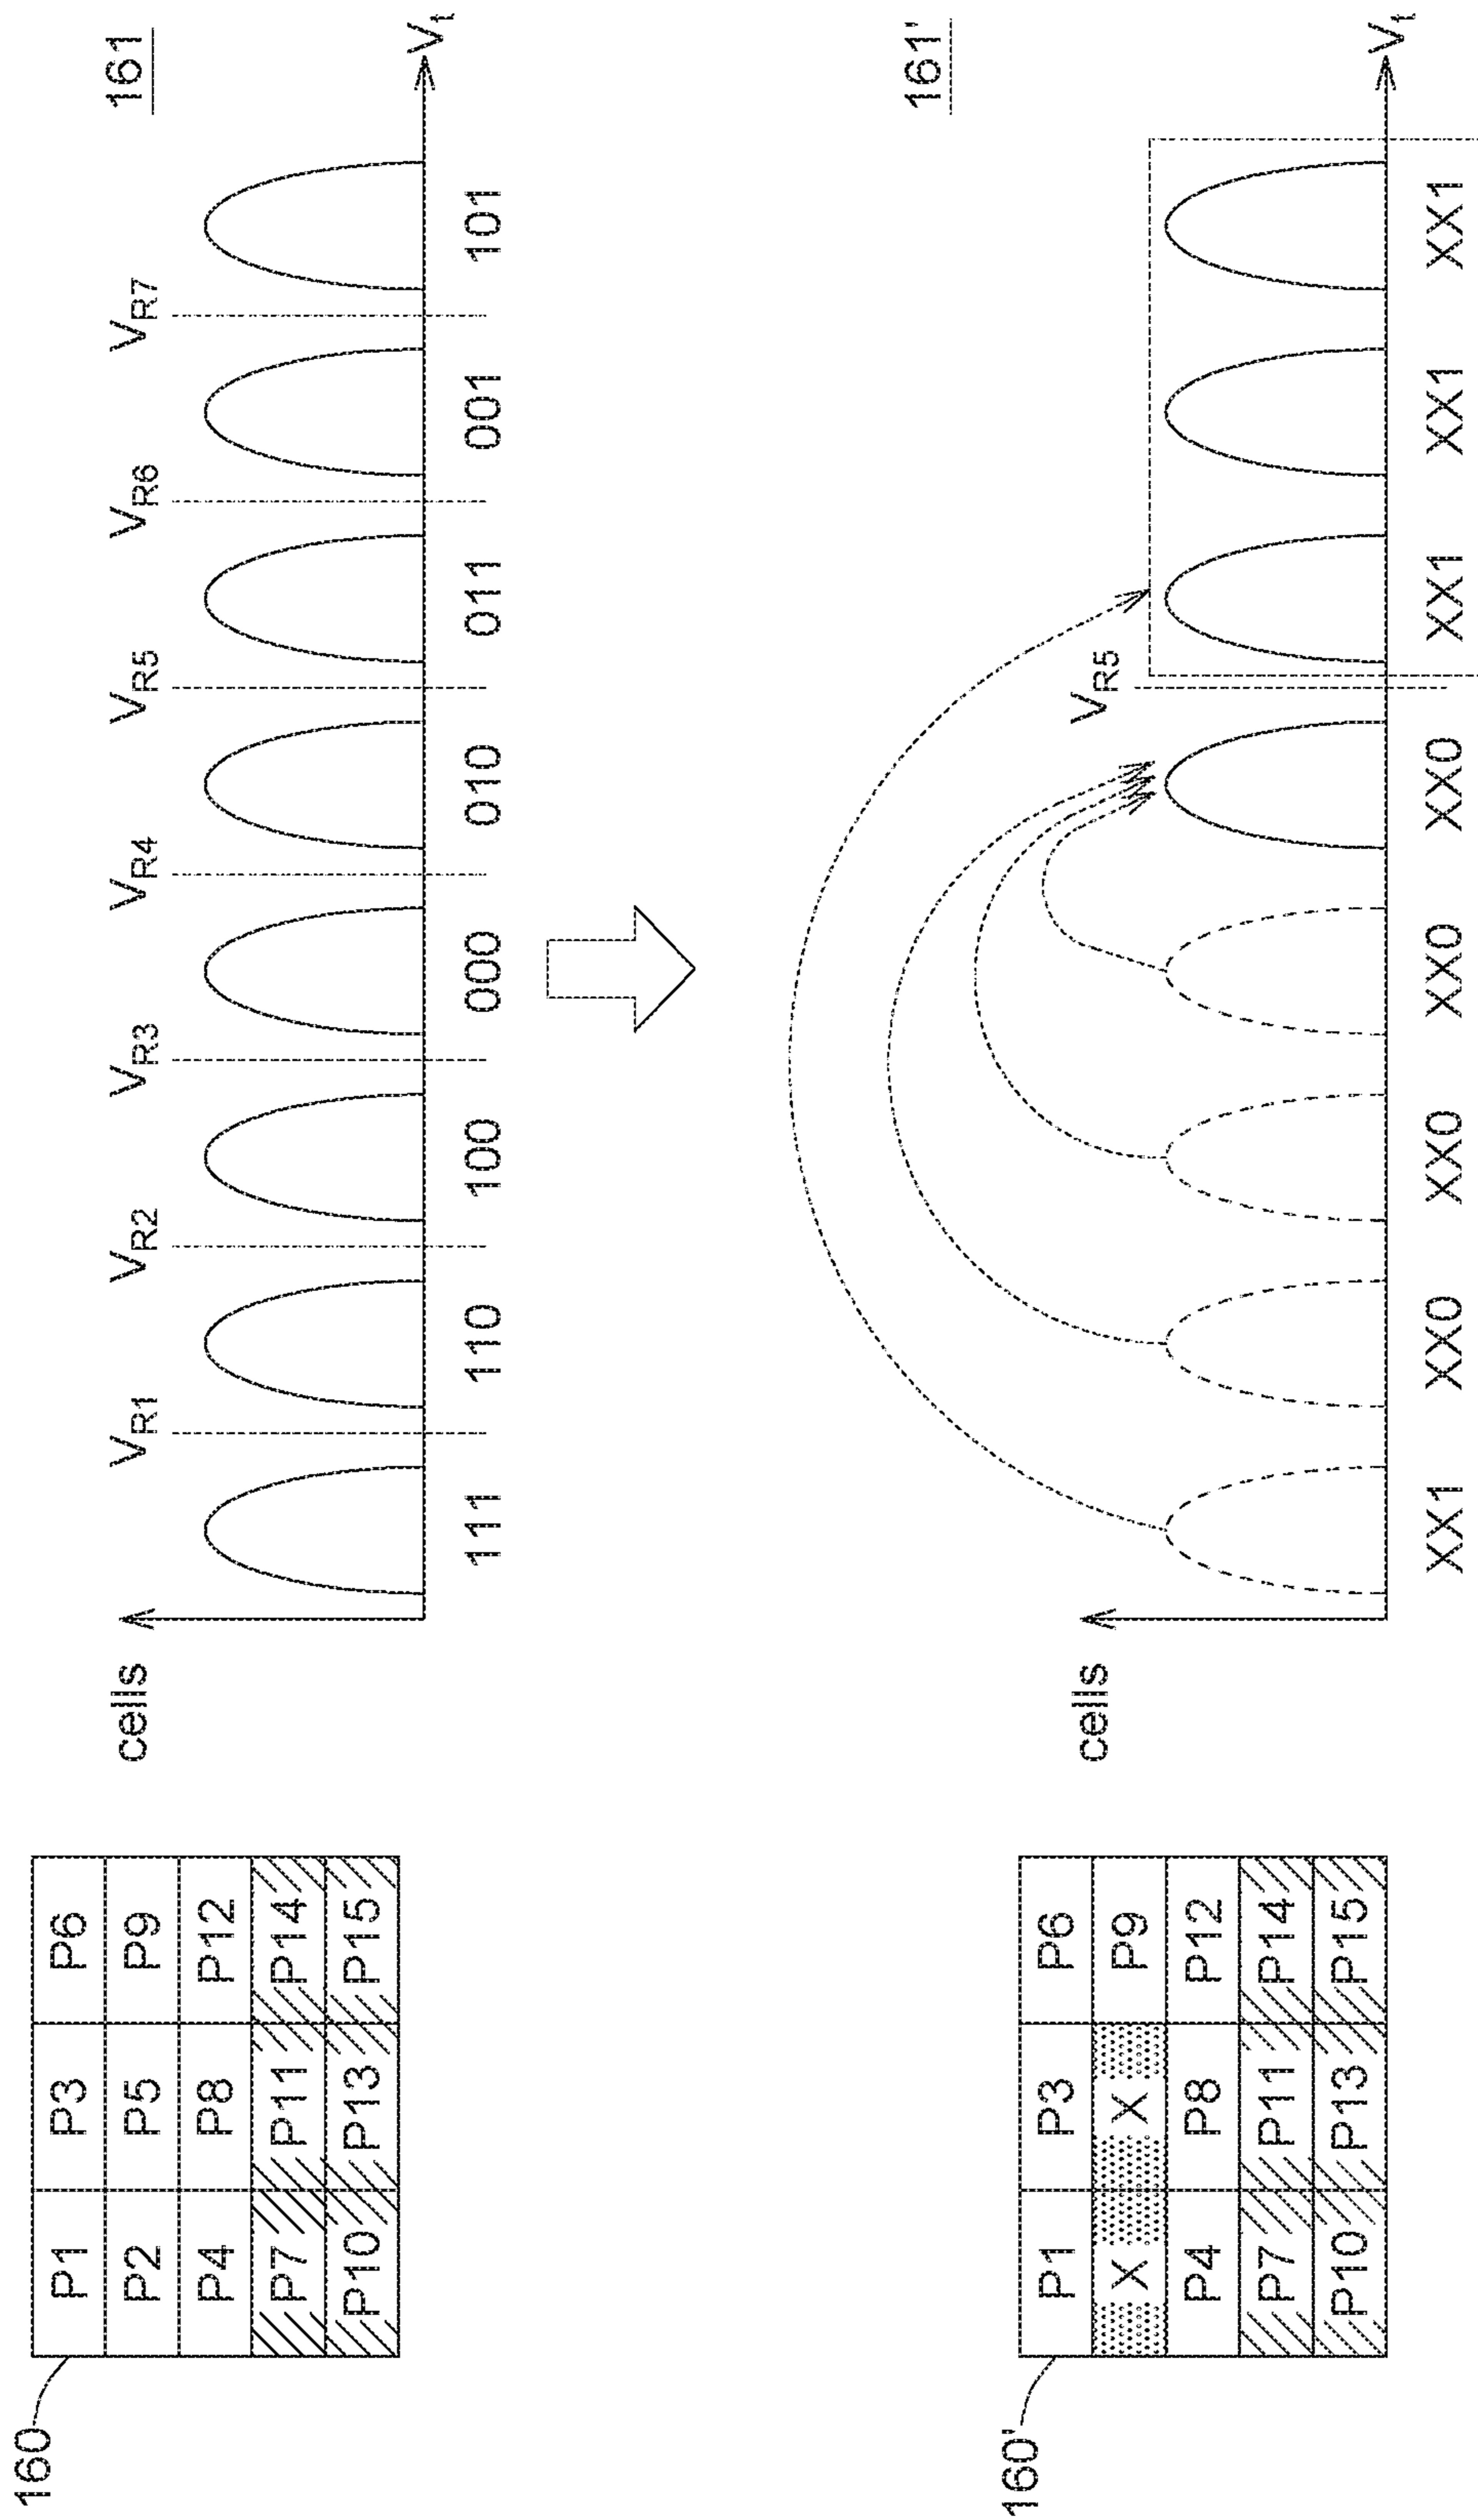 160
P1 P3 P6
P2 P5 P9
P4 P8 P12
P7 P11 P14
P10 P13 P15
cells
161
VR1 VR2 VR3 VR4 VR5 VR6 VR7
Vt
111 110 100 000 010 011 001 101
160'
P1 P3 P6
X X P9
P4 P8 P12
P7 P11 P14
P10 P13 P15
cells
161'
VR5
Vt
XX1 XX0 XX0 XX0 XX0 XX1 XX1 XX1